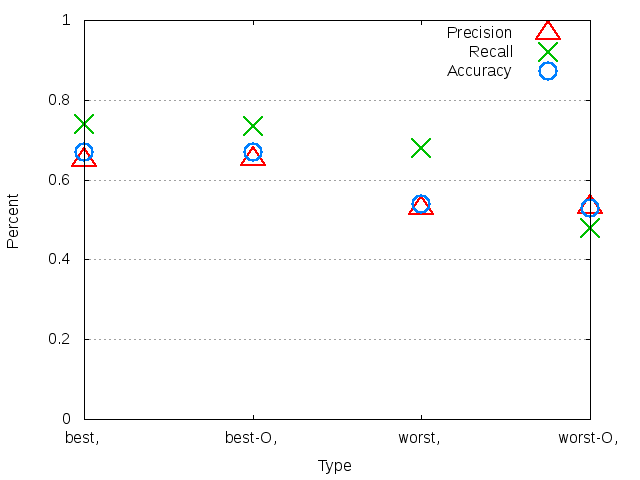 1
Precision
Recall
Accuracy
0.8
0.6
Percent
0.4
0.2
0
best, best-O, worst, worst-O,
Type